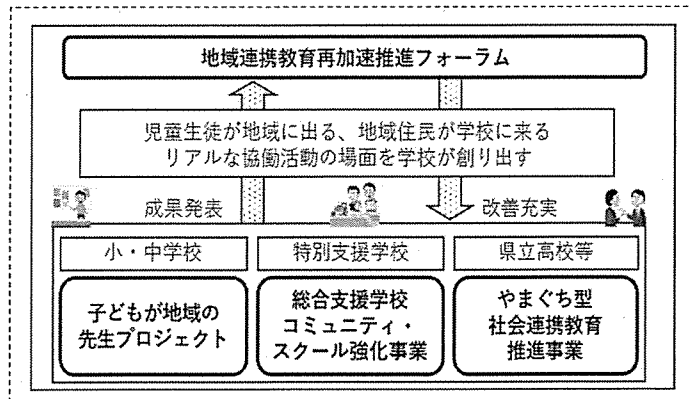 地域連携教育再加速推進フォーラム
児童生徒が地域に出る、地域住民が学校に来る
リアルな協働活動の場面を学校が創り出す
成果発表
改善充実
小・中学校
特別支援学校
県立高校等
子どもが地域の
先生プロジェクト
総合支援学校
コミュニティ・
スクール強化事業
やまぐち型
社会連携教育
推進事業